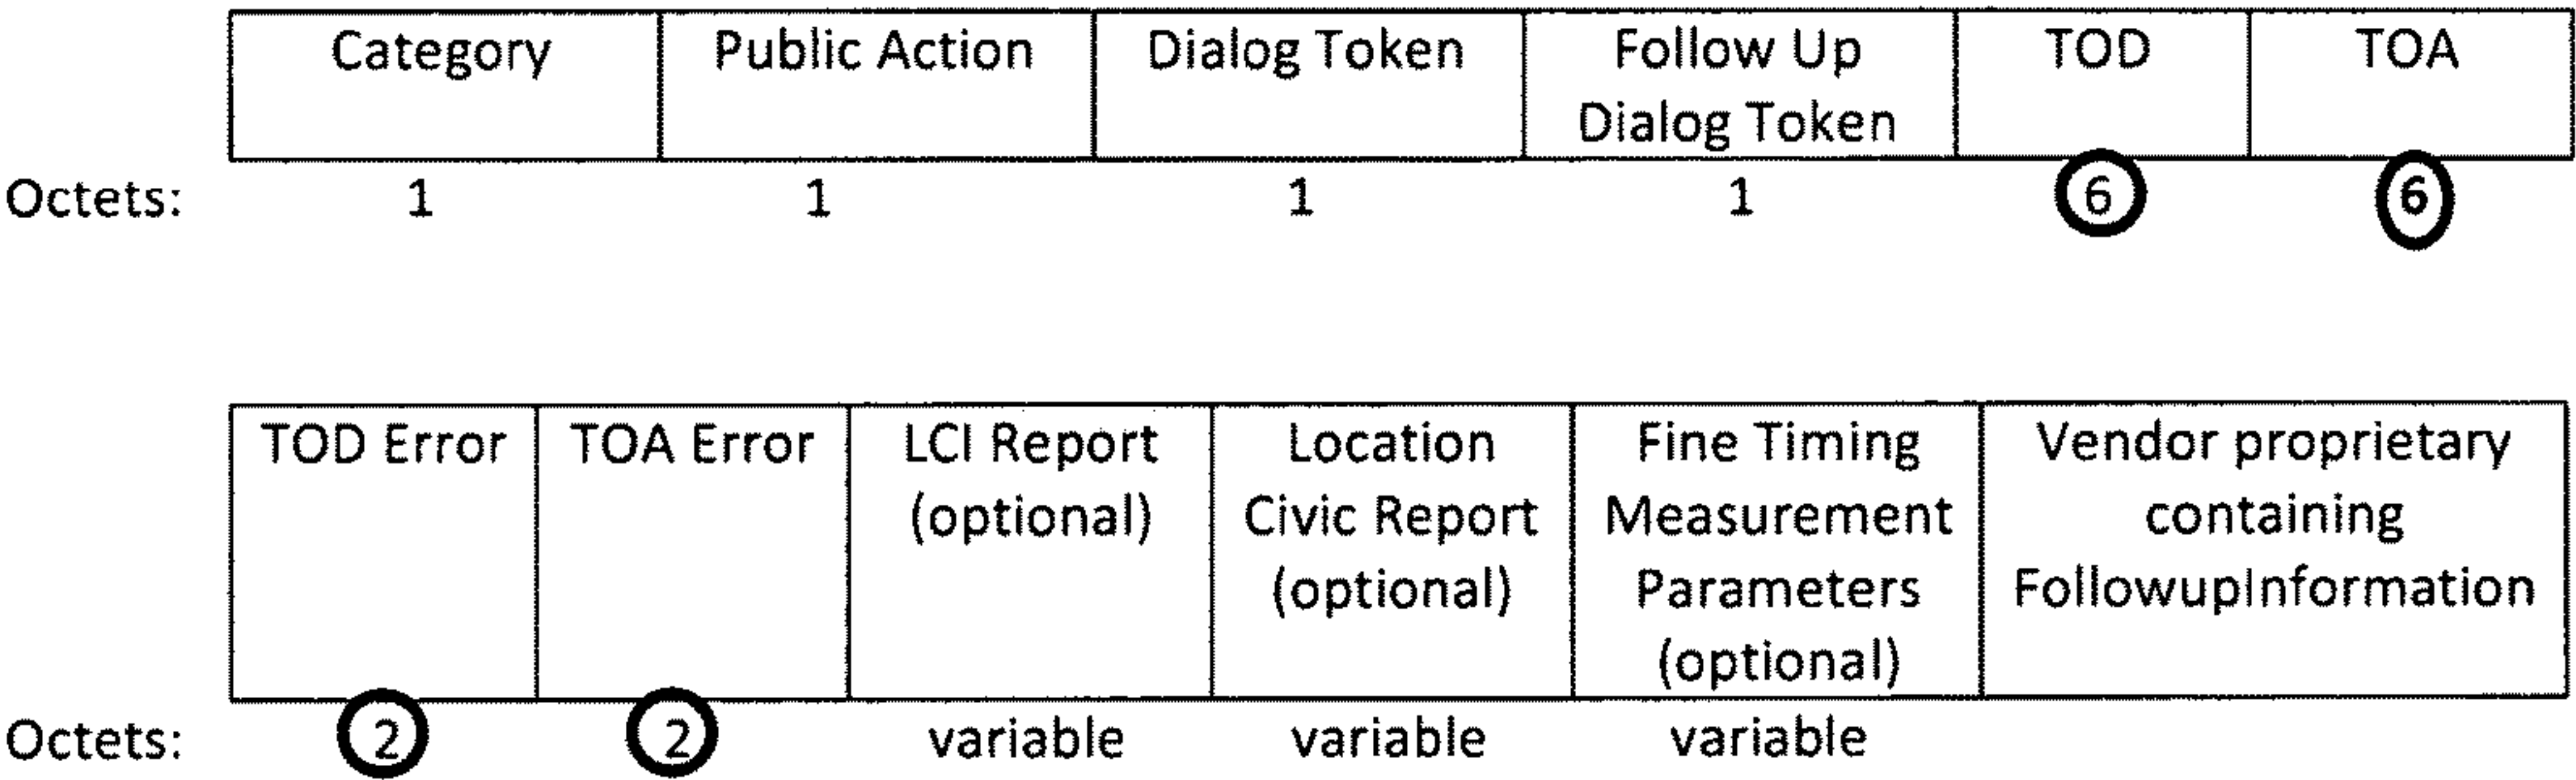 Category Public Action Dialog Token Follow Up TOD TOA
Dialog Token
Octets: 1 1 1 1 6 6
TOD Error TOA Error LCI Report Location Fine Timing Vendor proprietary
(optional) Civic Report Measurement containing
(optional) Parameters FollowupInformation
(optional)
Octets: 2 2 variable variable variable